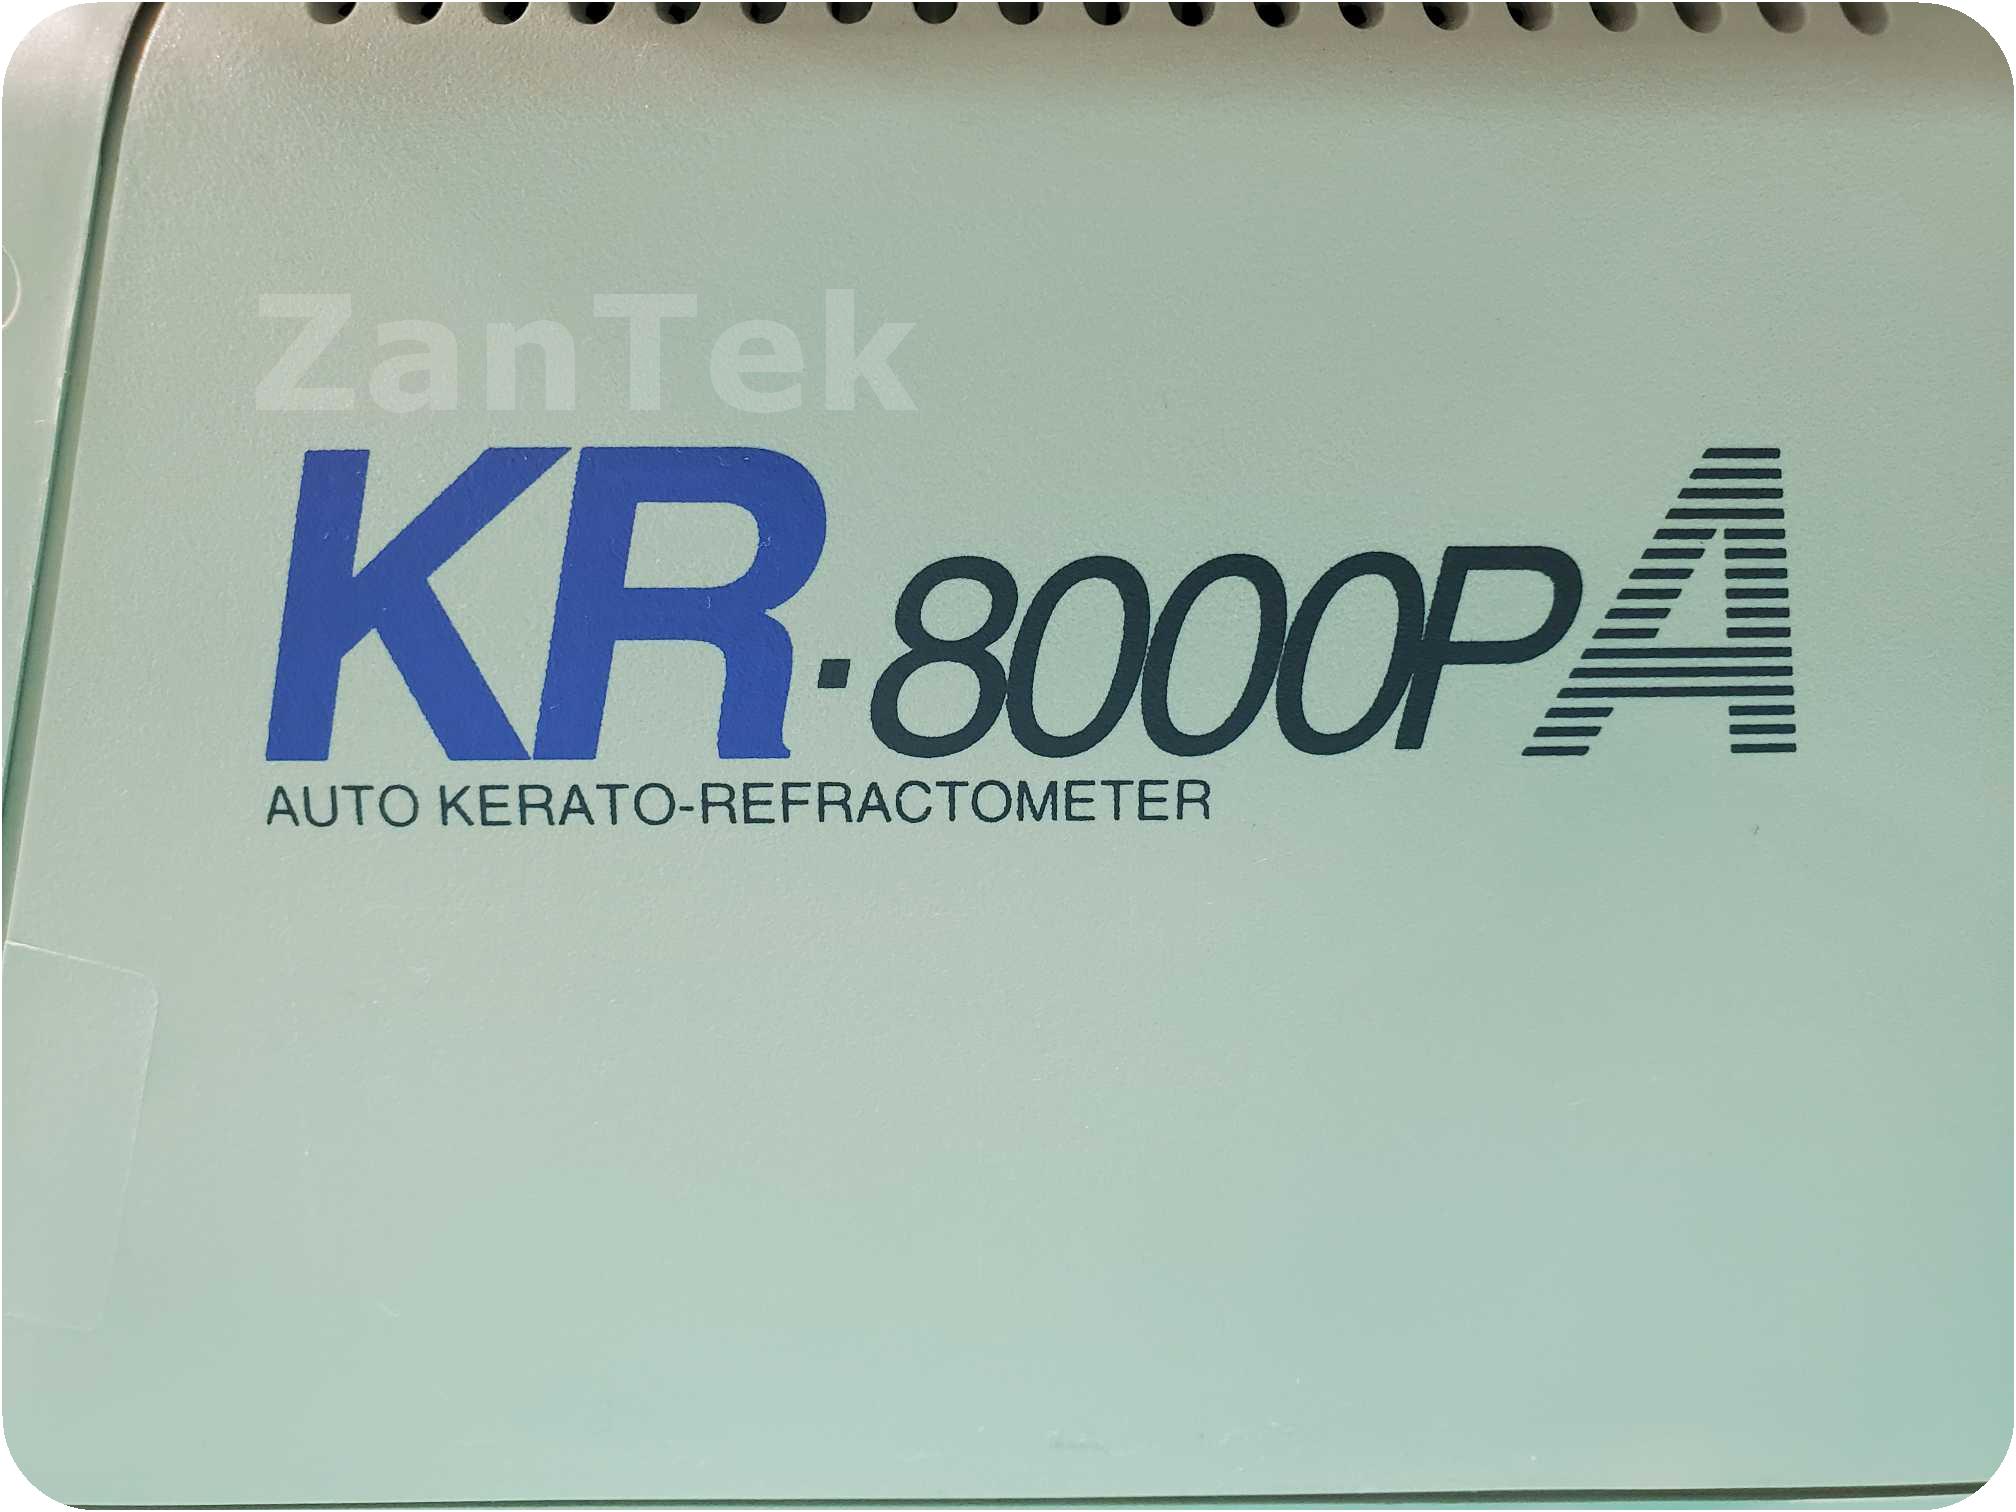 ZanTek
KR-8000PA
AUTO KERATO-REFRACTOMETER